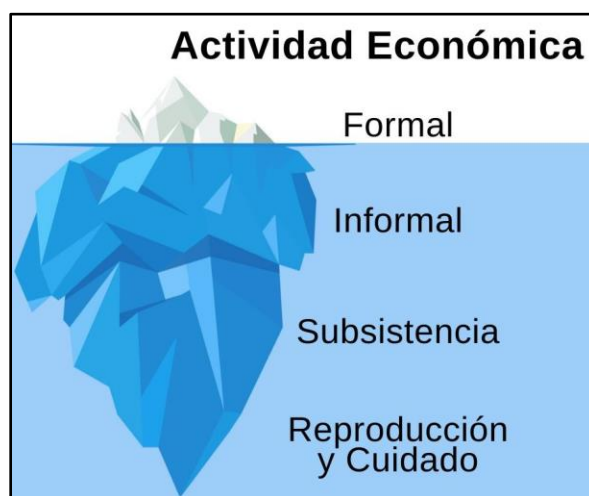 Actividad Económica
Formal
Informal
Subsistencia
Reproducción
y Cuidado